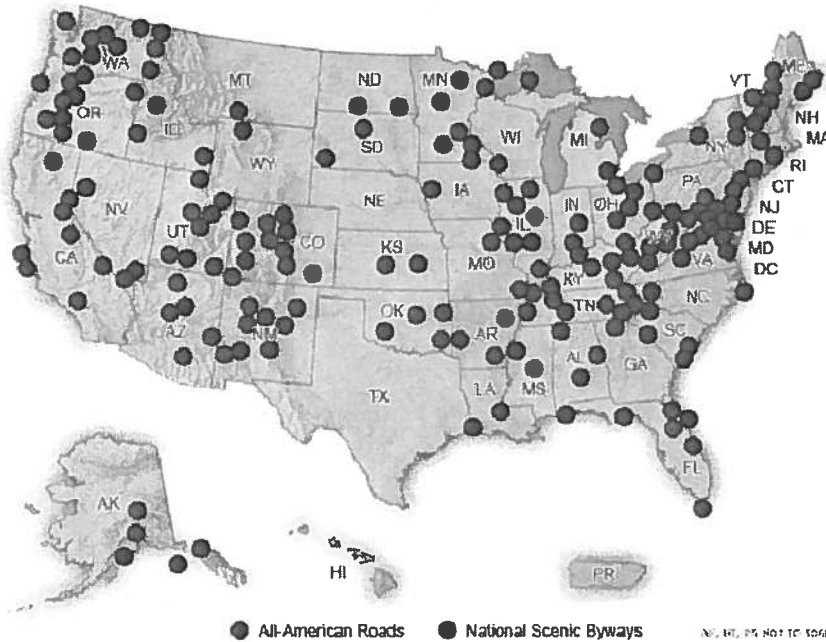 WA
MT
ND
MN
VT
ME
OR
ID
SD
WI
MI
NY
NH
MA
WY
RI
IA
PA
CT
NE
NV
NJ
UT
IL
IN
OH
DE
CO
WV
CA
KS
MO
MD
KY
VA
DC
TN
NC
OK
AZ
NM
AR
SC
AL
GA
MS
TX
LA
FL
AK
HI
PR
All-American Roads
National Scenic Byways